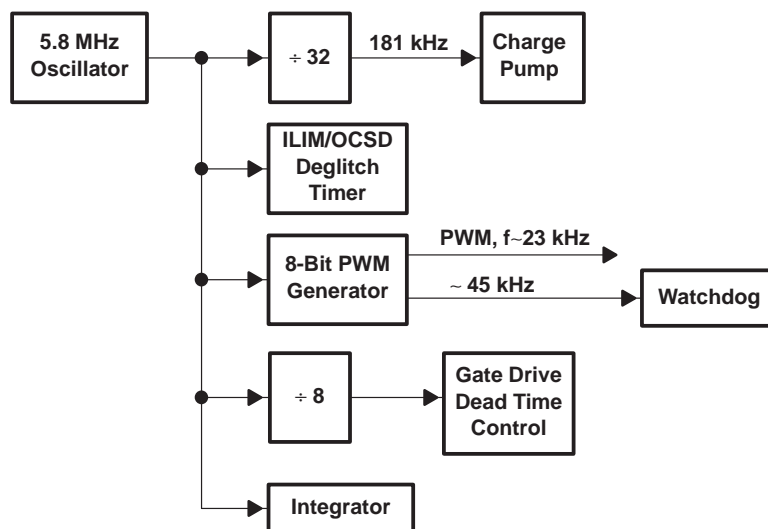 5.8 MHz
Oscillator
÷ 32
181 kHz
Charge
Pump
ILIM/OCSD
Deglitch
Timer
8-Bit PWM
Generator
PWM, f~23 kHz
~ 45 kHz
Watchdog
÷ 8
Gate Drive
Dead Time
Control
Integrator